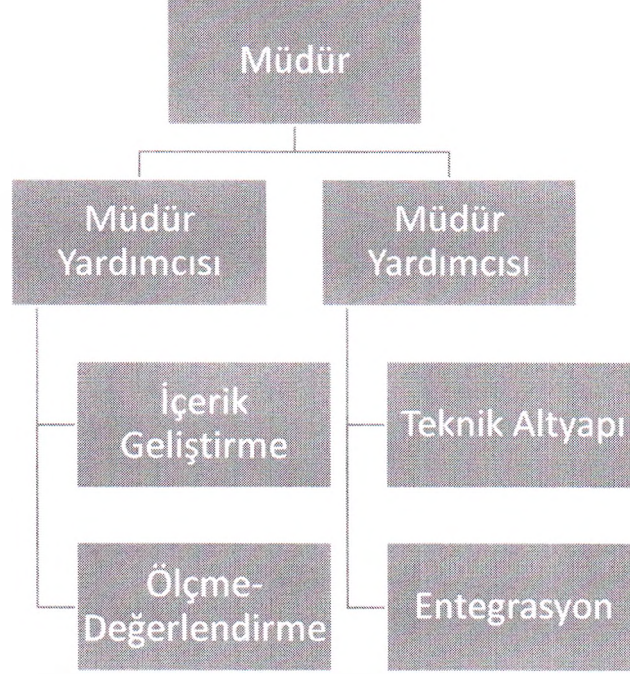 Müdür
Müdür
Yardımcısı
Müdür
Yardımcısı
İçerik
Geliştirme
Teknik Altyapı
Ölçme-
Değerlendirme
Entegrasyon